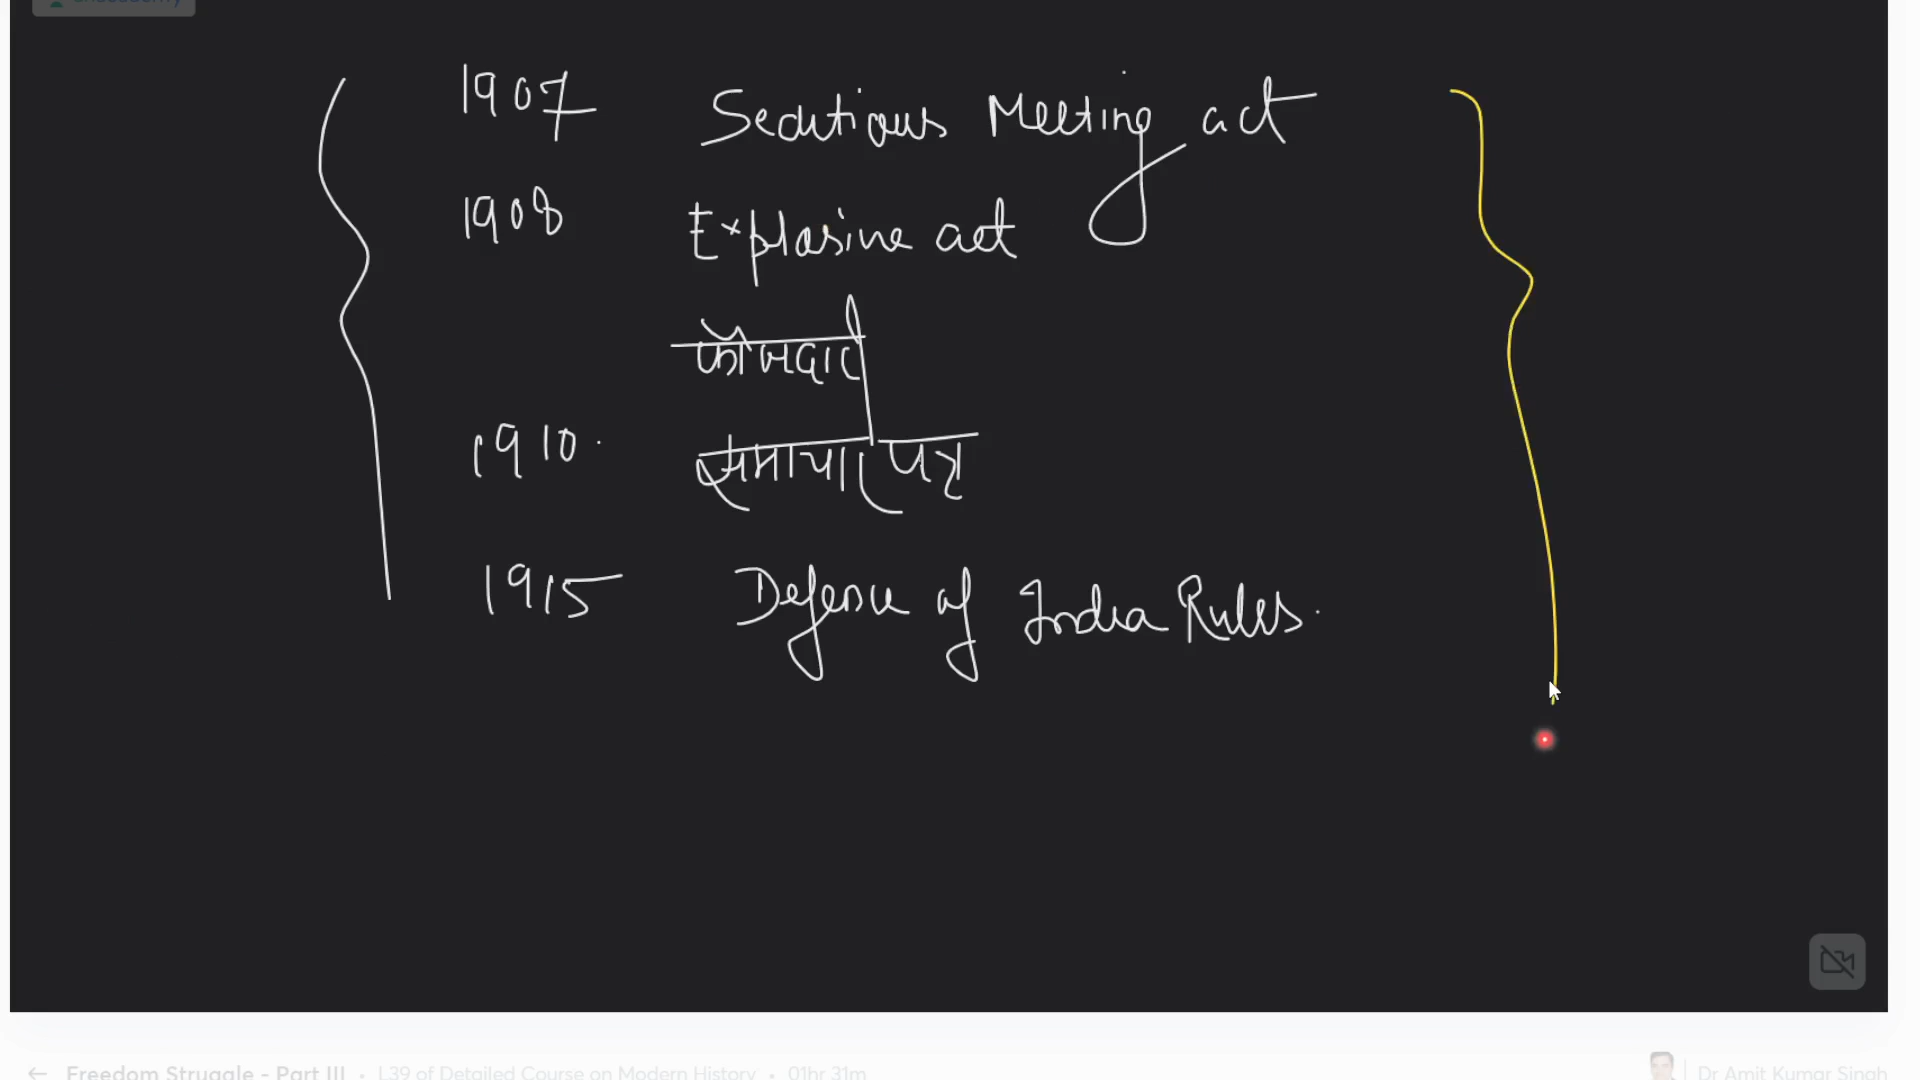 1907 Seditious Meeting act
1908 Explosive act
फौजदारी
1910. समाचार पत्र
1915 Defense of India Rules.
← Freedom Struggle - Part III • L39 of Detailed Course on Modern History • 01hr 31m
Dr Amit Kumar Singh